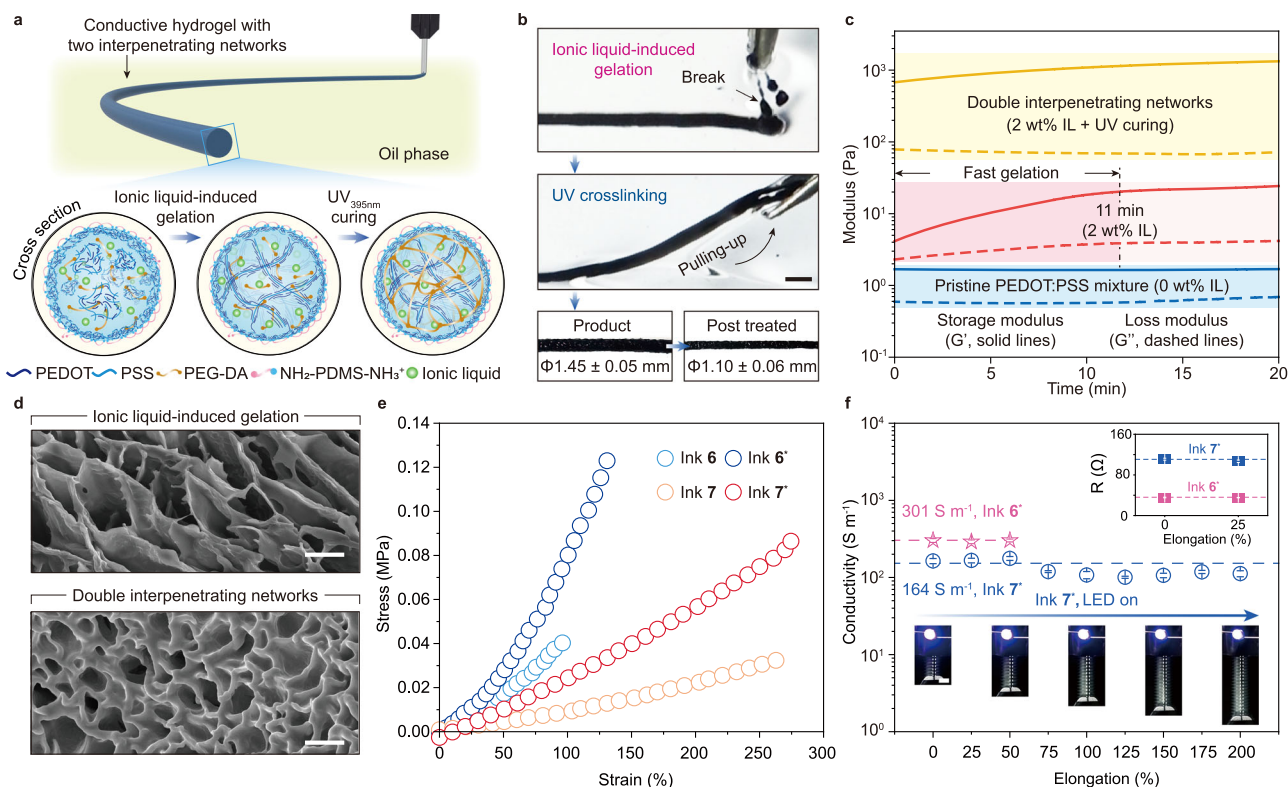 a
Conductive hydrogel with
two interpenetrating networks
Oil phase
Ionic liquid-induced
gelation
UV395nm
curing
Cross section
PEDOT
PSS
PEG-DA
NH₂-PDMS-NH₃⁺
Ionic liquid
b
Ionic liquid-induced
gelation
Break
UV crosslinking
Pulling-up
Product
Φ1.45 ± 0.05 mm
Post treated
Φ1.10 ± 0.06 mm
c
Modulus (Pa)
10³
10²
10¹
10⁰
10⁻¹
Double interpenetrating networks
(2 wt% IL + UV curing)
Fast gelation
11 min
(2 wt% IL)
Pristine PEDOT:PSS mixture (0 wt% IL)
Storage modulus
(G', solid lines)
Loss modulus
(G'', dashed lines)
0 5 10 15 20
Time (min)
d
Ionic liquid-induced gelation
Double interpenetrating networks
e
Stress (MPa)
0.14
0.12
0.10
0.08
0.06
0.04
0.02
0.00
Ink 6
Ink 6*
Ink 7
Ink 7*
0 50 100 150 200 250 300
Strain (%)
f
Conductivity (S m⁻¹)
10⁴
10³
10²
10¹
10⁰
R (Ω)
160
80
0
Ink 7*
Ink 6*
0 25
Elongation (%)
301 S m⁻¹, Ink 6*
164 S m⁻¹, Ink 7*
Ink 7*, LED on
0 25 50 75 100 125 150 175 200
Elongation (%)